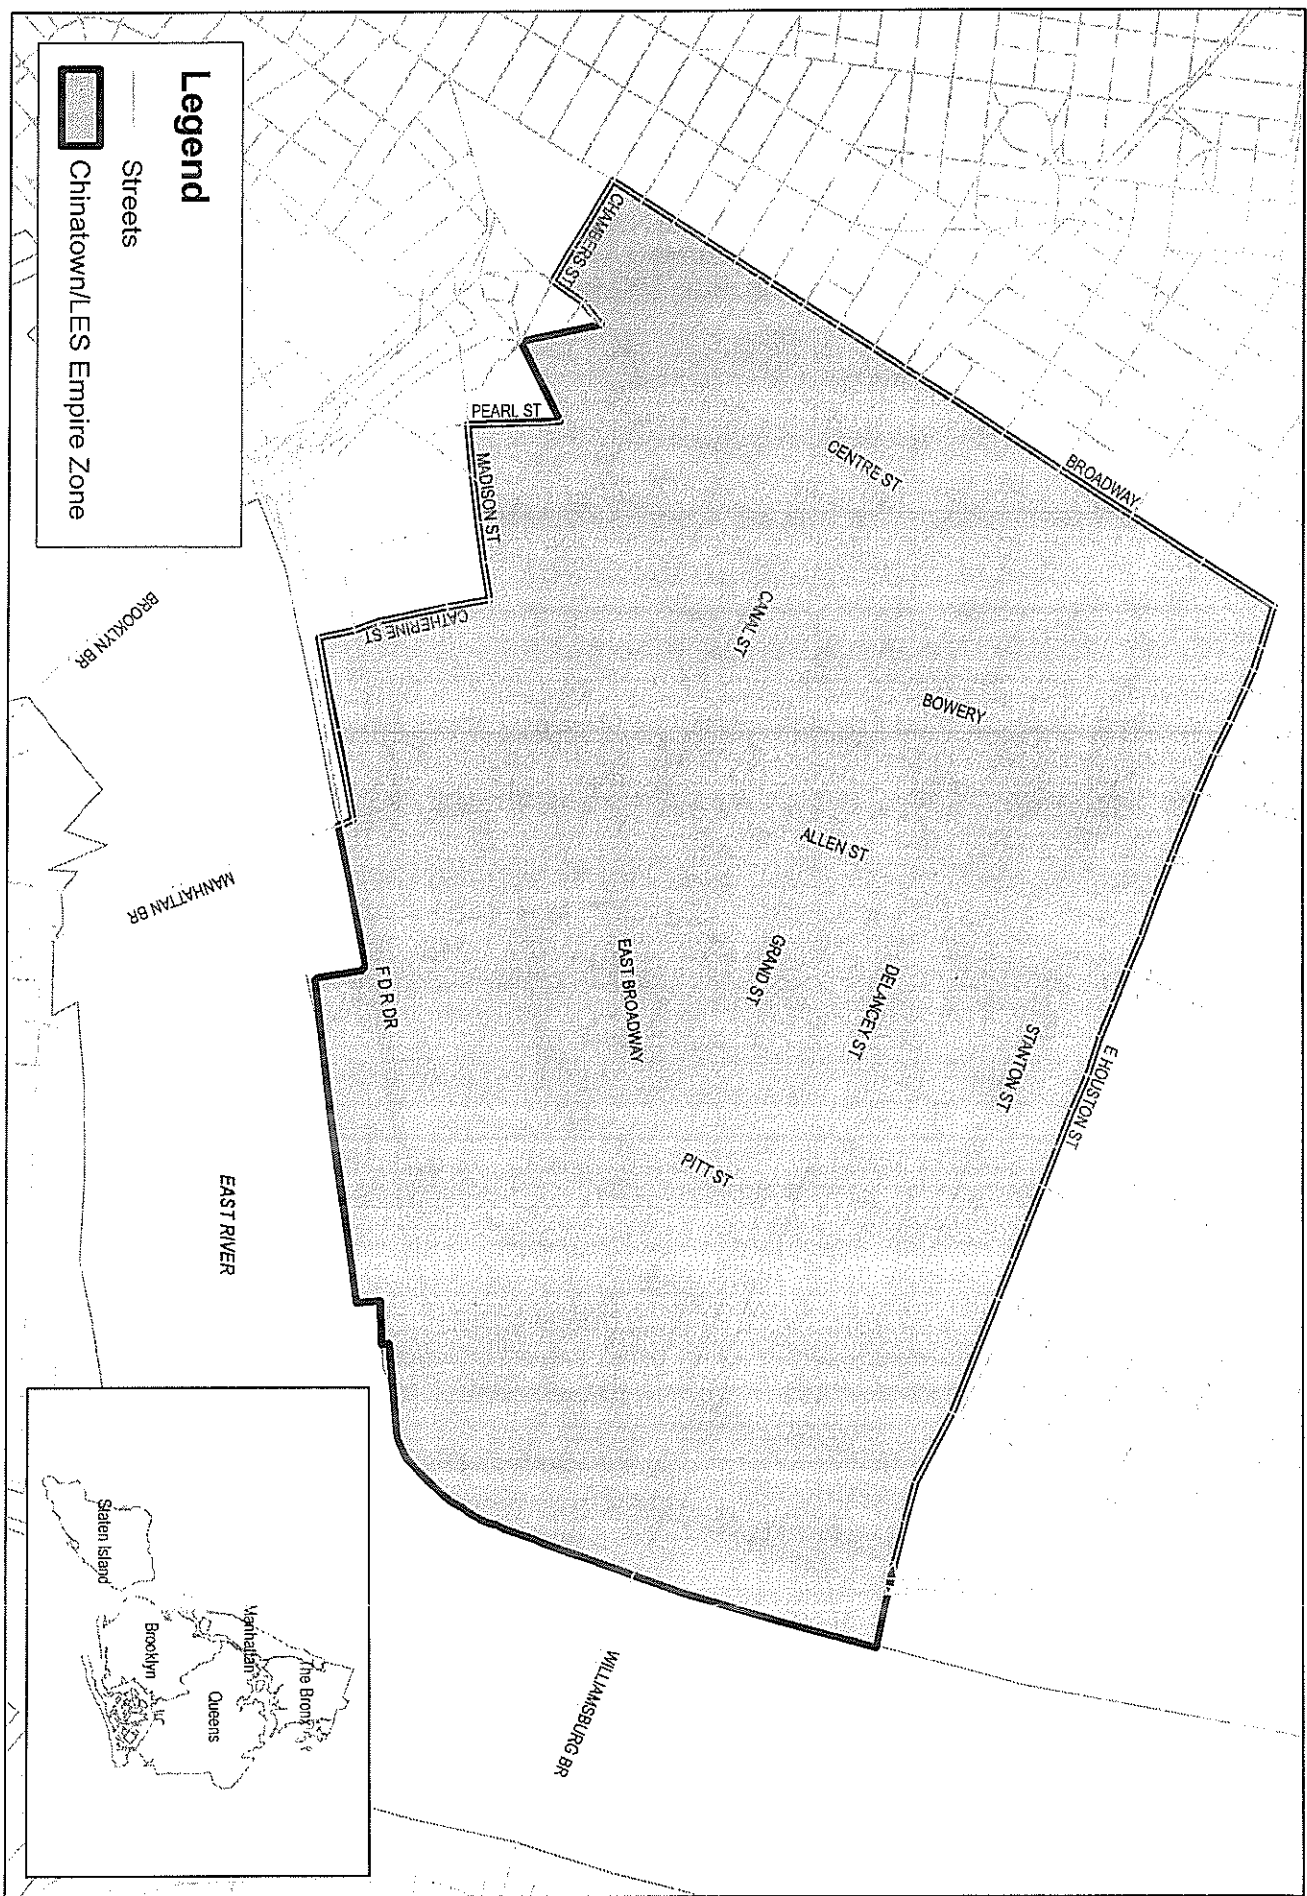 Legend
Streets
Chinatown/LES Empire Zone
BROADWAY
E HOUSTON ST
CHAMBERS ST
CENTRE ST
PEARL ST
MADISON ST
CATHERINE ST
CANAL ST
BOWERY
ALLEN ST
STANTON ST
DELANCEY ST
GRAND ST
EAST BROADWAY
PITT ST
F D R DR
BROOKLYN BR
MANHATTAN BR
EAST RIVER
WILLIAMSBURG BR
The Bronx
Manhattan
Queens
Brooklyn
Staten Island